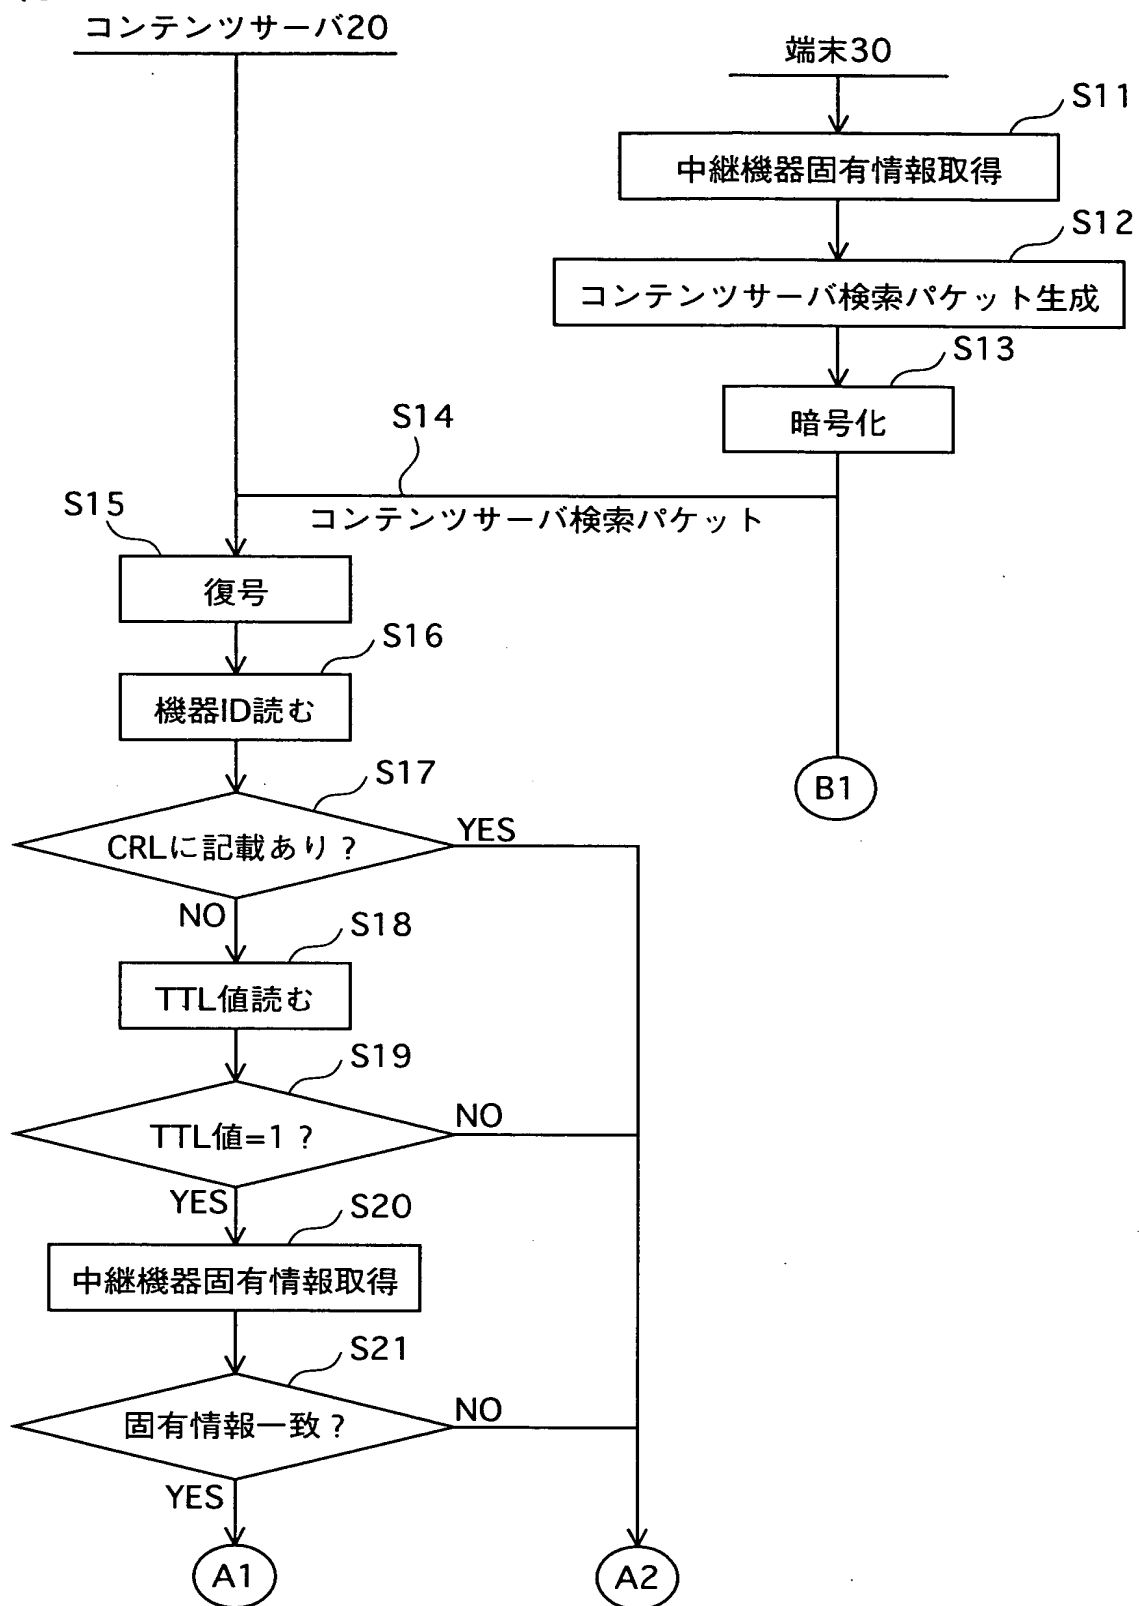 コンテンツサーバ20
端末30
S11
中継機器固有情報取得
S12
コンテンツサーバ検索パケット生成
S13
暗号化
S14
コンテンツサーバ検索パケット
S15
復号
S16
機器ID読む
B1
S17
CRLに記載あり？
YES
NO
S18
TTL値読む
S19
TTL値=1？
NO
YES
S20
中継機器固有情報取得
S21
固有情報一致？
NO
YES
A1
A2